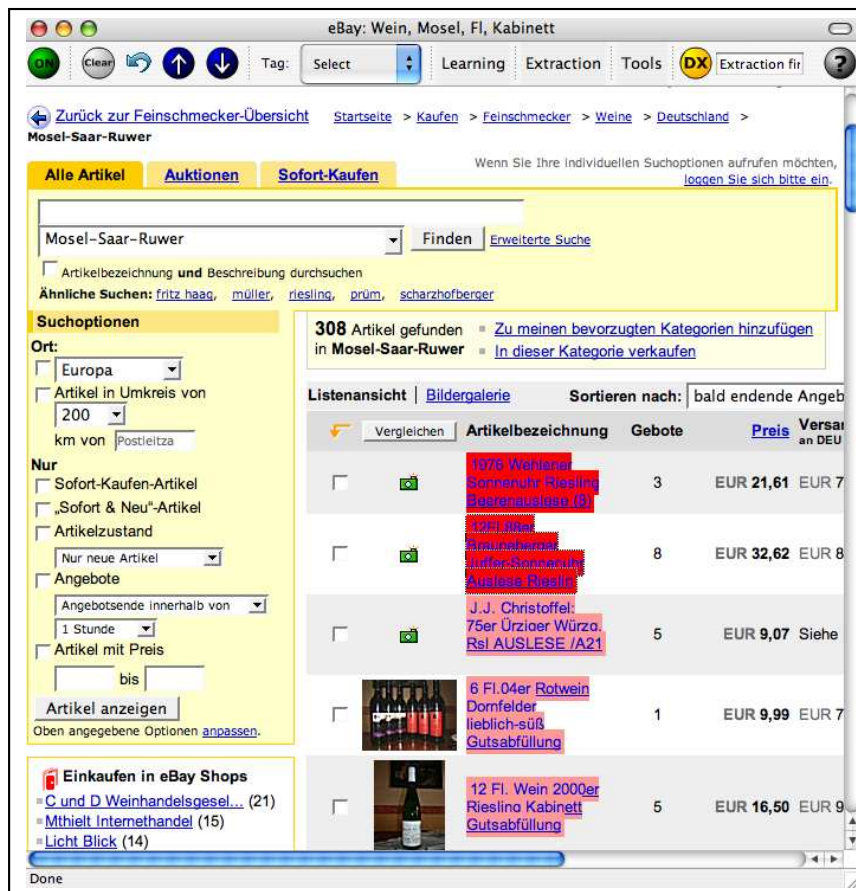 eBay: Wein, Mosel, Fl, Kabinett
ON Clear Tag: Select Learning Extraction Tools DX Extraction fir ?
Zurück zur Feinschmecker-Übersicht Startseite > Kaufen > Feinschmecker > Weine > Deutschland >
Mosel-Saar-Ruwer
Wenn Sie Ihre individuellen Suchoptionen aufrufen möchten,
loggen Sie sich bitte ein.
Alle Artikel Auktionen Sofort-Kaufen
Mosel-Saar-Ruwer Finden Erweiterte Suche
Artikelbezeichnung und Beschreibung durchsuchen
Ähnliche Suchen: fritz haag, müller, riesling, prüm, scharzhofberger
Suchoptionen
Ort:
Europa
Artikel in Umkreis von
200
km von Postleitza
Nur
Sofort-Kaufen-Artikel
„Sofort & Neu"-Artikel
Artikelzustand
Nur neue Artikel
Angebote
Angebotsende innerhalb von
1 Stunde
Artikel mit Preis
bis
Artikel anzeigen
Oben angegebene Optionen anpassen.
Einkaufen in eBay Shops
C und D Weinhandelsgesel... (21)
Mthielt Internethandel (15)
Licht Blick (14)
308 Artikel gefunden
in Mosel-Saar-Ruwer
Zu meinen bevorzugten Kategorien hinzufügen
In dieser Kategorie verkaufen
Listenansicht | Bildergalerie Sortieren nach: bald endende Angeb
Vergleichen Artikelbezeichnung Gebote Preis Versar
an DEU
1976 Wehlener
Sonnenuhr Riesling
Beerenauslese (3)
3 EUR 21,61 EUR 7
12Fl.88er
Brauneberger
Juffer-Sonnenuhr
Auslese Rieslin
8 EUR 32,62 EUR 8
J.J. Christoffel:
75er Ürziger Würzg.
Rsl AUSLESE /A21
5 EUR 9,07 Siehe
6 Fl.04er Rotwein
Dornfelder
lieblich-süß
Gutsabfüllung
1 EUR 9,99 EUR 7
12 Fl. Wein 2000er
Riesling Kabinett
Gutsabfüllung
5 EUR 16,50 EUR 9
Done